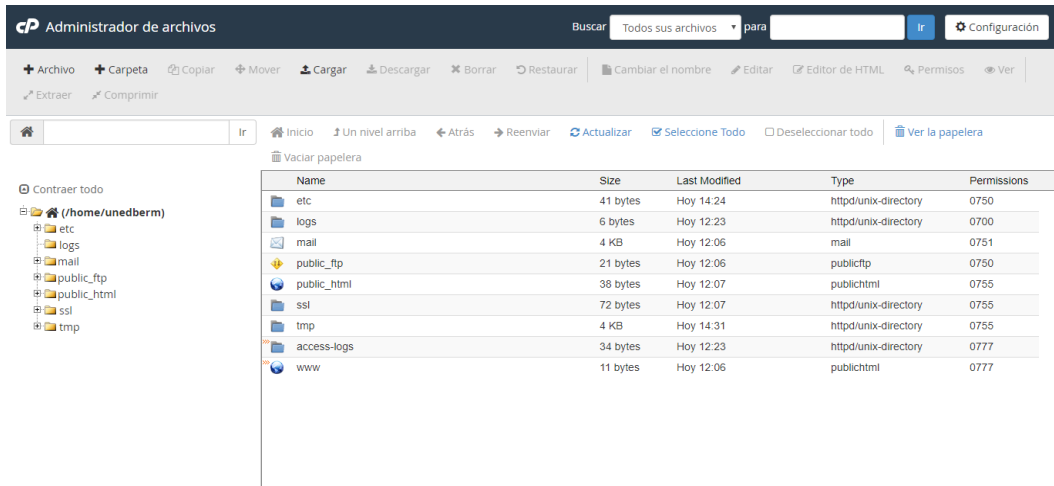 cP Administrador de archivos Buscar Todos sus archivos para Ir Configuración
Archivo Carpeta Copiar Mover Cargar Descargar Borrar Restaurar Cambiar el nombre Editar Editor de HTML Permisos Ver
Extraer Comprimir
Ir Inicio Un nivel arriba Atrás Reenviar Actualizar Seleccione Todo Deseleccionar todo Ver la papelera
Vaciar papelera
Contraer todo
(/home/unedberm)
etc
logs
mail
public_ftp
public_html
ssl
tmp
Name Size Last Modified Type Permissions
etc 41 bytes Hoy 14:24 httpd/unix-directory 0750
logs 6 bytes Hoy 12:23 httpd/unix-directory 0700
mail 4 KB Hoy 12:06 mail 0751
public_ftp 21 bytes Hoy 12:06 publicftp 0750
public_html 38 bytes Hoy 12:07 publichtml 0755
ssl 72 bytes Hoy 12:07 httpd/unix-directory 0755
tmp 4 KB Hoy 14:31 httpd/unix-directory 0755
access-logs 34 bytes Hoy 12:23 httpd/unix-directory 0777
www 11 bytes Hoy 12:06 publichtml 0777